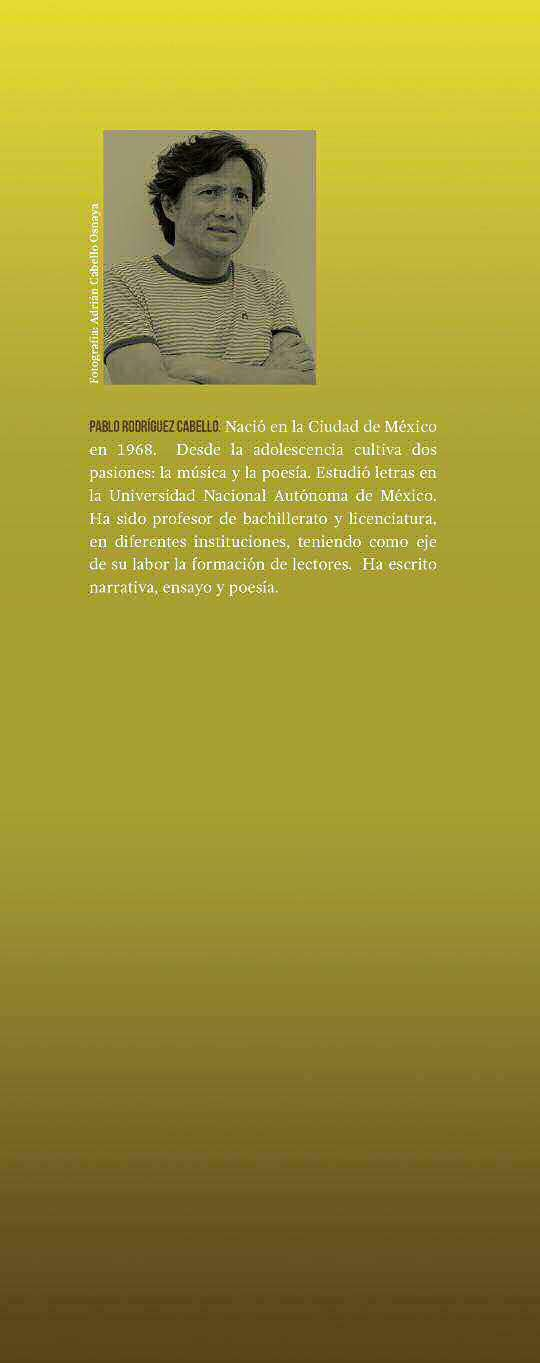 Fotografía: Adrián Cabello Osnaya
PABLO RODRÍGUEZ CABELLO. Nació en la Ciudad de México
en 1968. Desde la adolescencia cultiva dos
pasiones: la música y la poesía. Estudió letras en
la Universidad Nacional Autónoma de México.
Ha sido profesor de bachillerato y licenciatura,
en diferentes instituciones, teniendo como eje
de su labor la formación de lectores. Ha escrito
narrativa, ensayo y poesía.